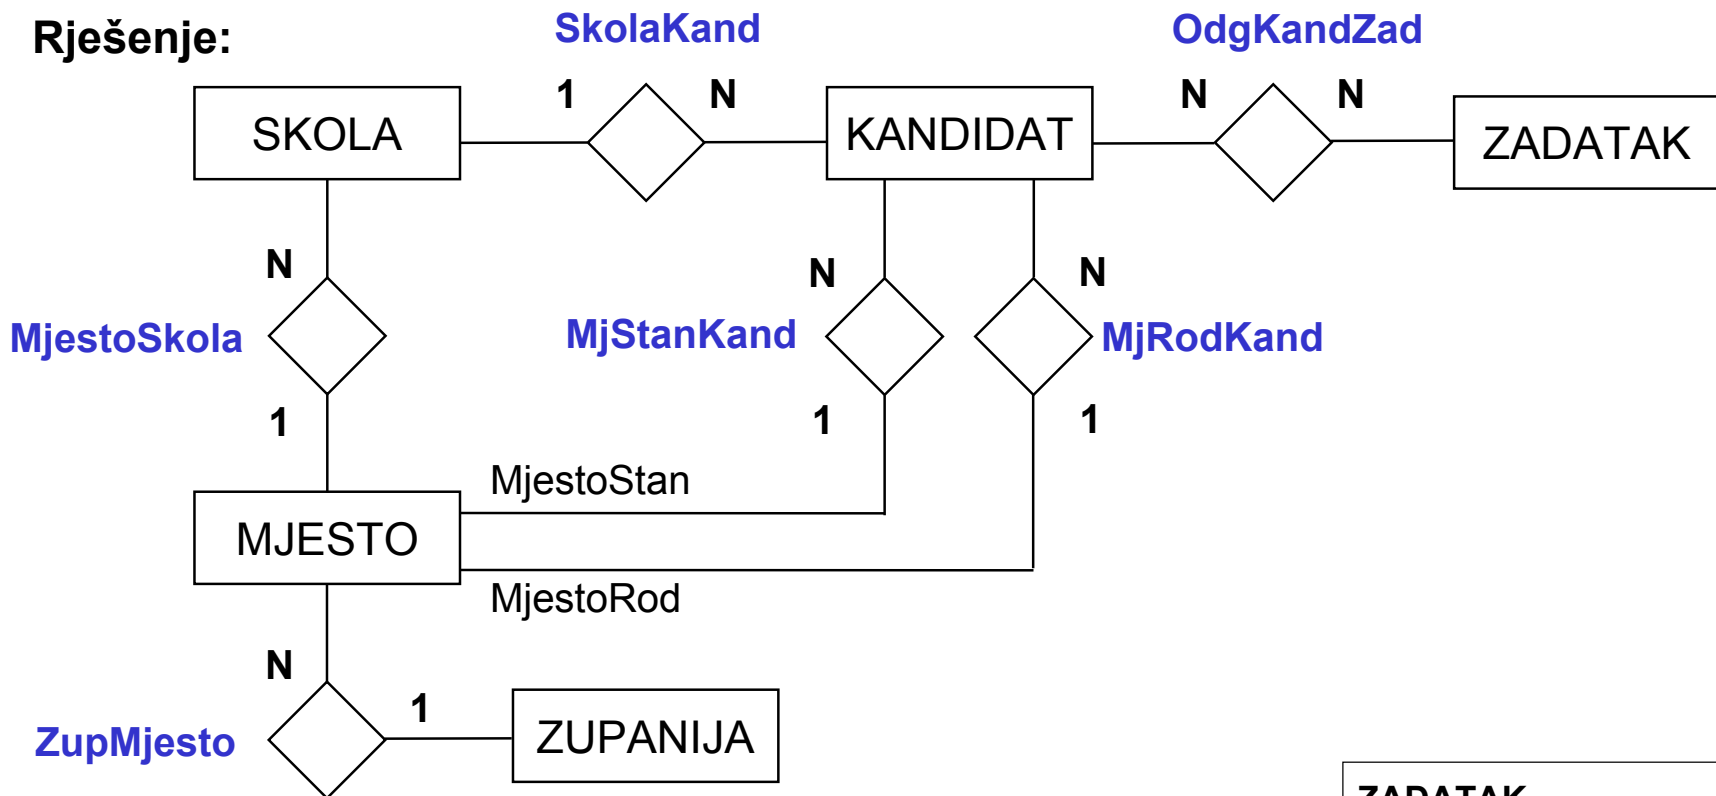 Rješenje:
SkolaKand
OdgKandZad
1
N
N
N
SKOLA
KANDIDAT
ZADATAK
N
N
N
MjestoSkola
MjStanKand
MjRodKand
1
1
1
MjestoStan
MJESTO
MjestoRod
N
1
ZupMjesto
ZUPANIJA
ZADATAK